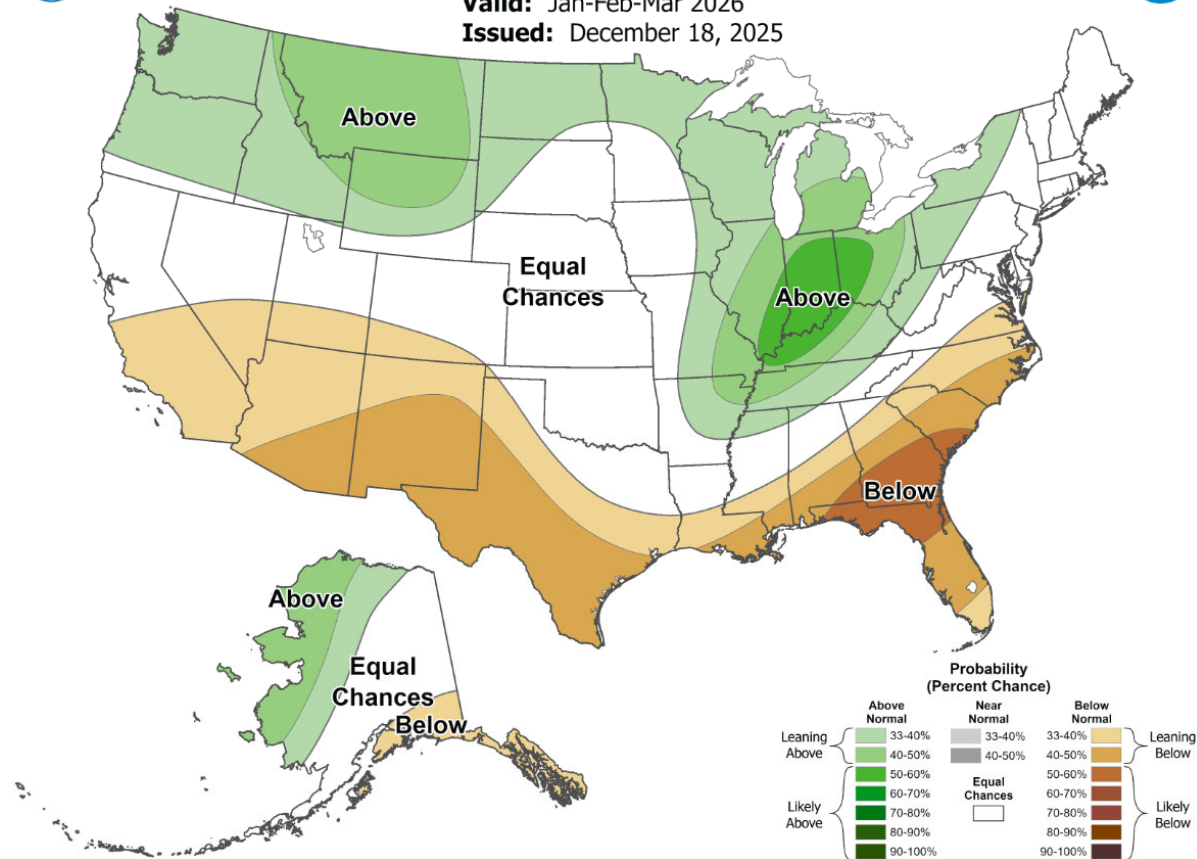 Valid: Jan-Feb-Mar 2026
Issued: December 18, 2025
Above
Equal
Chances
Above
Below
Above
Equal
Chances
Below
Probability
(Percent Chance)
Above
Normal
Near
Normal
Below
Normal
Leaning
Above
33-40%
40-50%
50-60%
60-70%
70-80%
80-90%
90-100%
Likely
Above
33-40%
40-50%
Equal
Chances
33-40%
40-50%
50-60%
60-70%
70-80%
80-90%
90-100%
Leaning
Below
Likely
Below